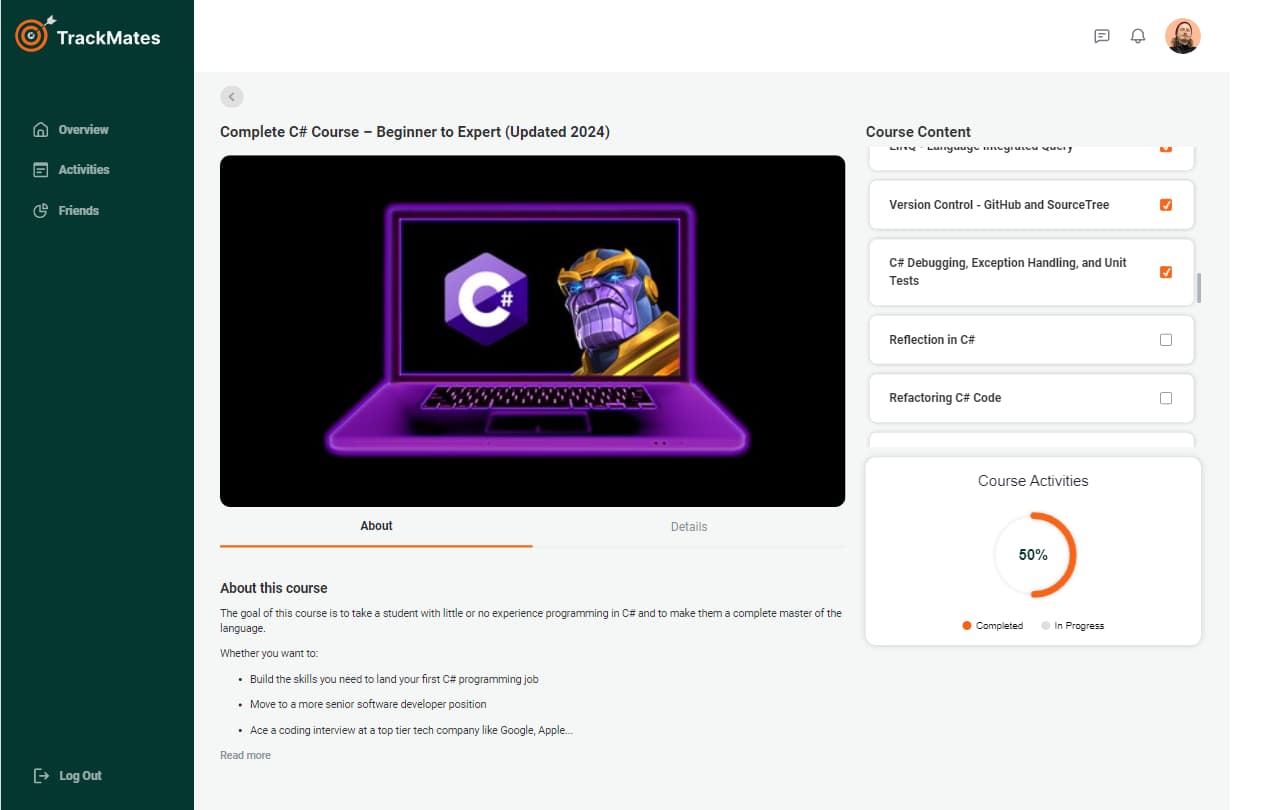 TrackMates
Overview
Activities
Friends
Log Out
Complete C# Course – Beginner to Expert (Updated 2024)
C#
About
Details
About this course
The goal of this course is to take a student with little or no experience programming in C# and to make them a complete master of the
language.
Whether you want to:
• Build the skills you need to land your first C# programming job
• Move to a more senior software developer position
• Ace a coding interview at a top tier tech company like Google, Apple...
Read more
Course Content
LINQ - Language Integrated Query
Version Control - GitHub and SourceTree
C# Debugging, Exception Handling, and Unit
Tests
Reflection in C#
Refactoring C# Code
Course Activities
50%
Completed
In Progress